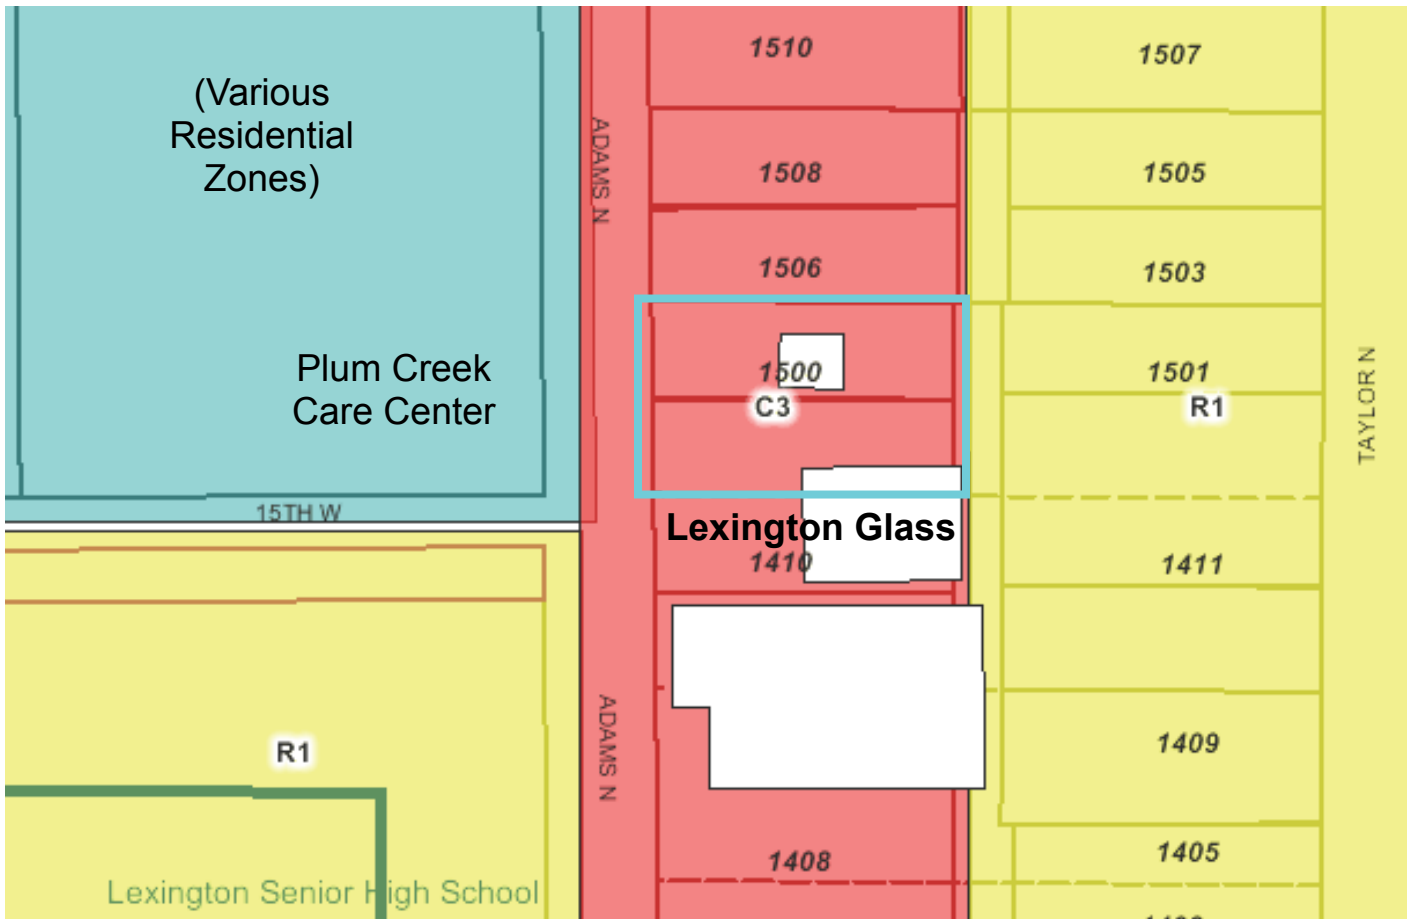 1510
1507
(Various
Residential
Zones)
ADAMS N
1508
1505
1506
1503
Plum Creek
Care Center
1500
C3
1501
R1
TAYLOR N
15TH W
Lexington Glass
1410
1411
R1
ADAMS N
1409
1408
1405
Lexington Senior High School